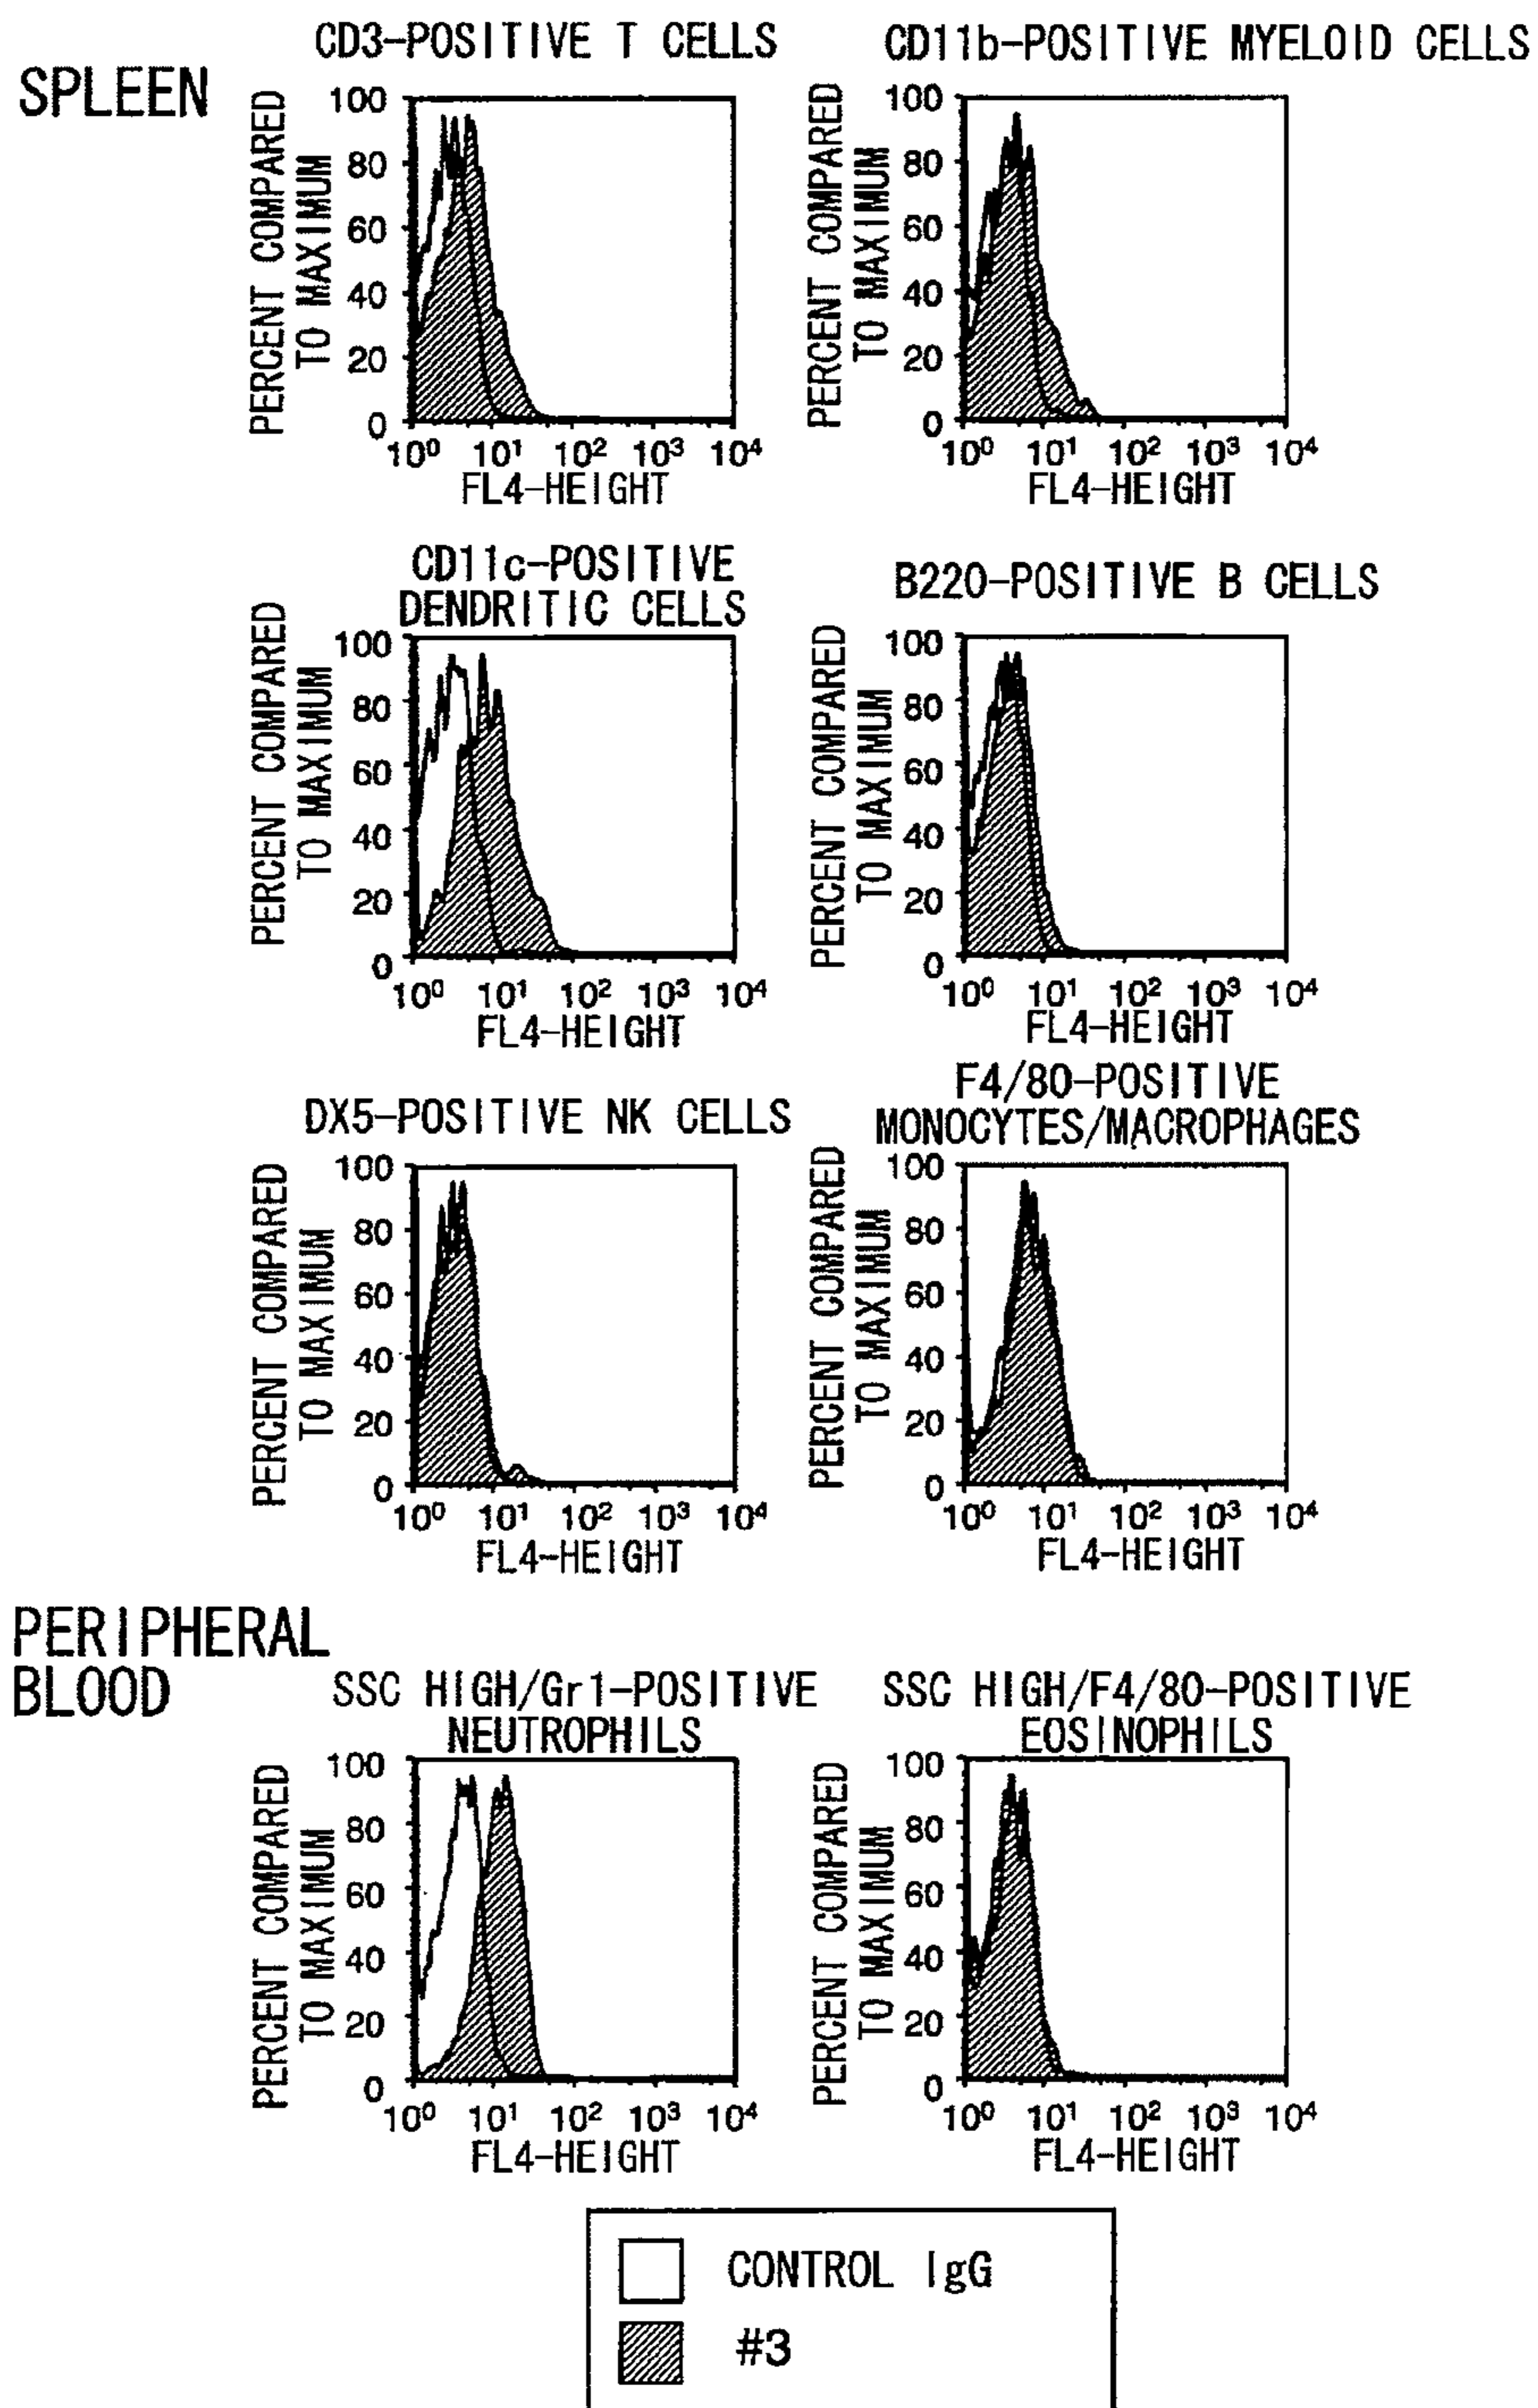 SPLEEN
CD3-POSITIVE T CELLS
PERCENT COMPARED
TO MAXIMUM
100
80
60
40
20
0
10⁰ 10¹ 10² 10³ 10⁴
FL4-HEIGHT
CD11b-POSITIVE MYELOID CELLS
PERCENT COMPARED
TO MAXIMUM
100
80
60
40
20
0
10⁰ 10¹ 10² 10³ 10⁴
FL4-HEIGHT
CD11c-POSITIVE
DENDRITIC CELLS
PERCENT COMPARED
TO MAXIMUM
100
80
60
40
20
0
10⁰ 10¹ 10² 10³ 10⁴
FL4-HEIGHT
B220-POSITIVE B CELLS
PERCENT COMPARED
TO MAXIMUM
100
80
60
40
20
0
10⁰ 10¹ 10² 10³ 10⁴
FL4-HEIGHT
DX5-POSITIVE NK CELLS
PERCENT COMPARED
TO MAXIMUM
100
80
60
40
20
0
10⁰ 10¹ 10² 10³ 10⁴
FL4-HEIGHT
F4/80-POSITIVE
MONOCYTES/MACROPHAGES
PERCENT COMPARED
TO MAXIMUM
100
80
60
40
20
0
10⁰ 10¹ 10² 10³ 10⁴
FL4-HEIGHT
PERIPHERAL
BLOOD
SSC HIGH/Gr1-POSITIVE
NEUTROPHILS
PERCENT COMPARED
TO MAXIMUM
100
80
60
40
20
0
10⁰ 10¹ 10² 10³ 10⁴
FL4-HEIGHT
SSC HIGH/F4/80-POSITIVE
EOSINOPHILS
PERCENT COMPARED
TO MAXIMUM
100
80
60
40
20
0
10⁰ 10¹ 10² 10³ 10⁴
FL4-HEIGHT
CONTROL IgG
#3